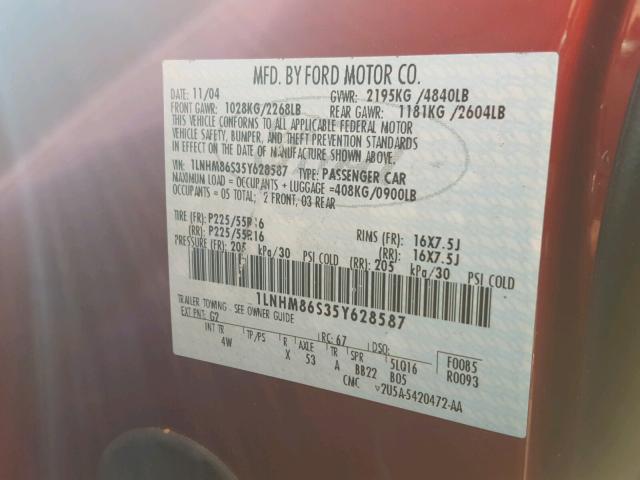 MFD. BY FORD MOTOR CO.
DATE: 11/04 GVWR: 2195KG /4840LB
FRONT GAWR: 1028KG/2268LB REAR GAWR: 1181KG /2604LB
THIS VEHICLE CONFORMS TO ALL APPLICABLE FEDERAL MOTOR
VEHICLE SAFETY, BUMPER, AND THEFT PREVENTION STANDARDS
IN EFFECT ON THE DATE OF MANUFACTURE SHOWN ABOVE.
VIN: 1LNHM86S35Y628587 TYPE: PASSENGER CAR
MAXIMUM LOAD = OCCUPANTS + LUGGAGE =408KG/0900LB
OCCUPANTS = 05 TOTAL; 2 FRONT, 03 REAR
TIRE (FR): P225/55R16 RIMS (FR): 16X7.5J
(RR): P225/55R16 (RR): 16X7.5J
PRESSURE (FR): 205 kPa/30 PSI COLD (RR): 205 kPa/30 PSI COLD
1LNHM86S35Y628587
TRAILER TOWING - SEE OWNER GUIDE
EXT PNT: G2 RC: 67 DSO:
INT TR TP/PS R AXLE TR SPR 5LQ16 F0085
4W X 53 A BB22 B05 R0093
CMC V2U5A-5420472-AA